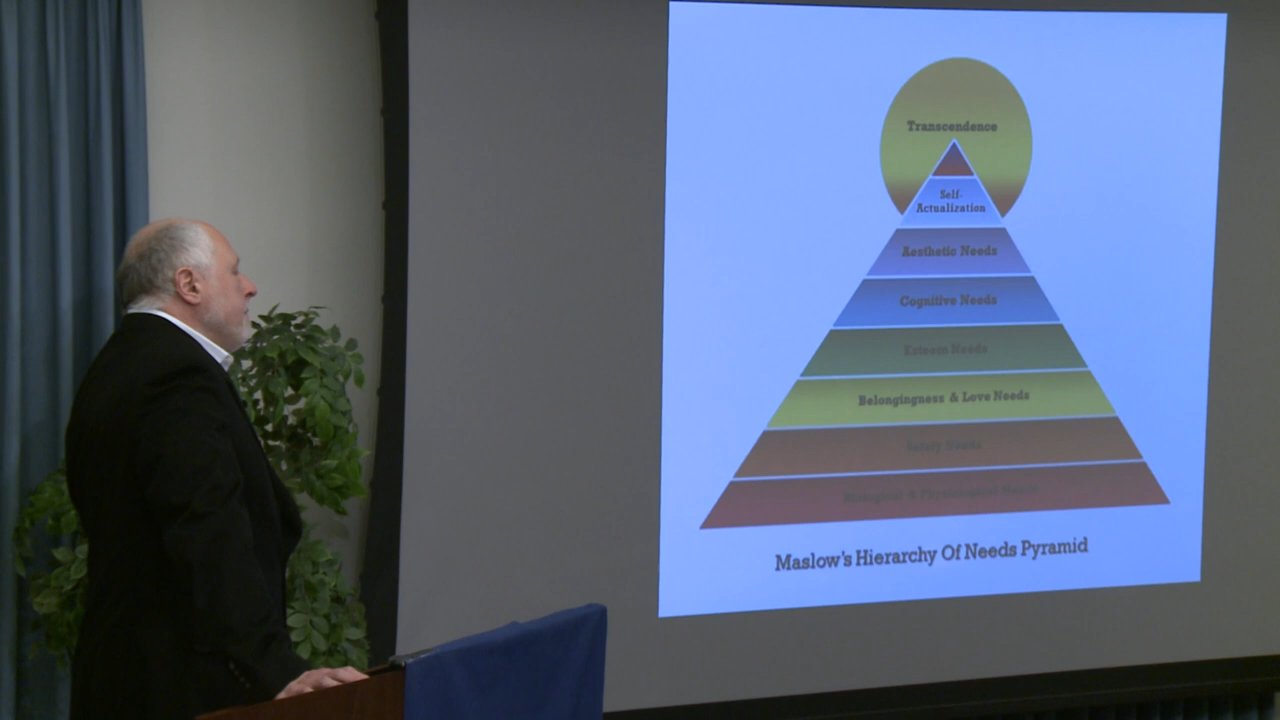 Transcendence
Self-
Actualization
Aesthetic Needs
Cognitive Needs
Esteem Needs
Belongingness & Love Needs
Safety Needs
Biological & Physiological Needs
Maslow's Hierarchy Of Needs Pyramid